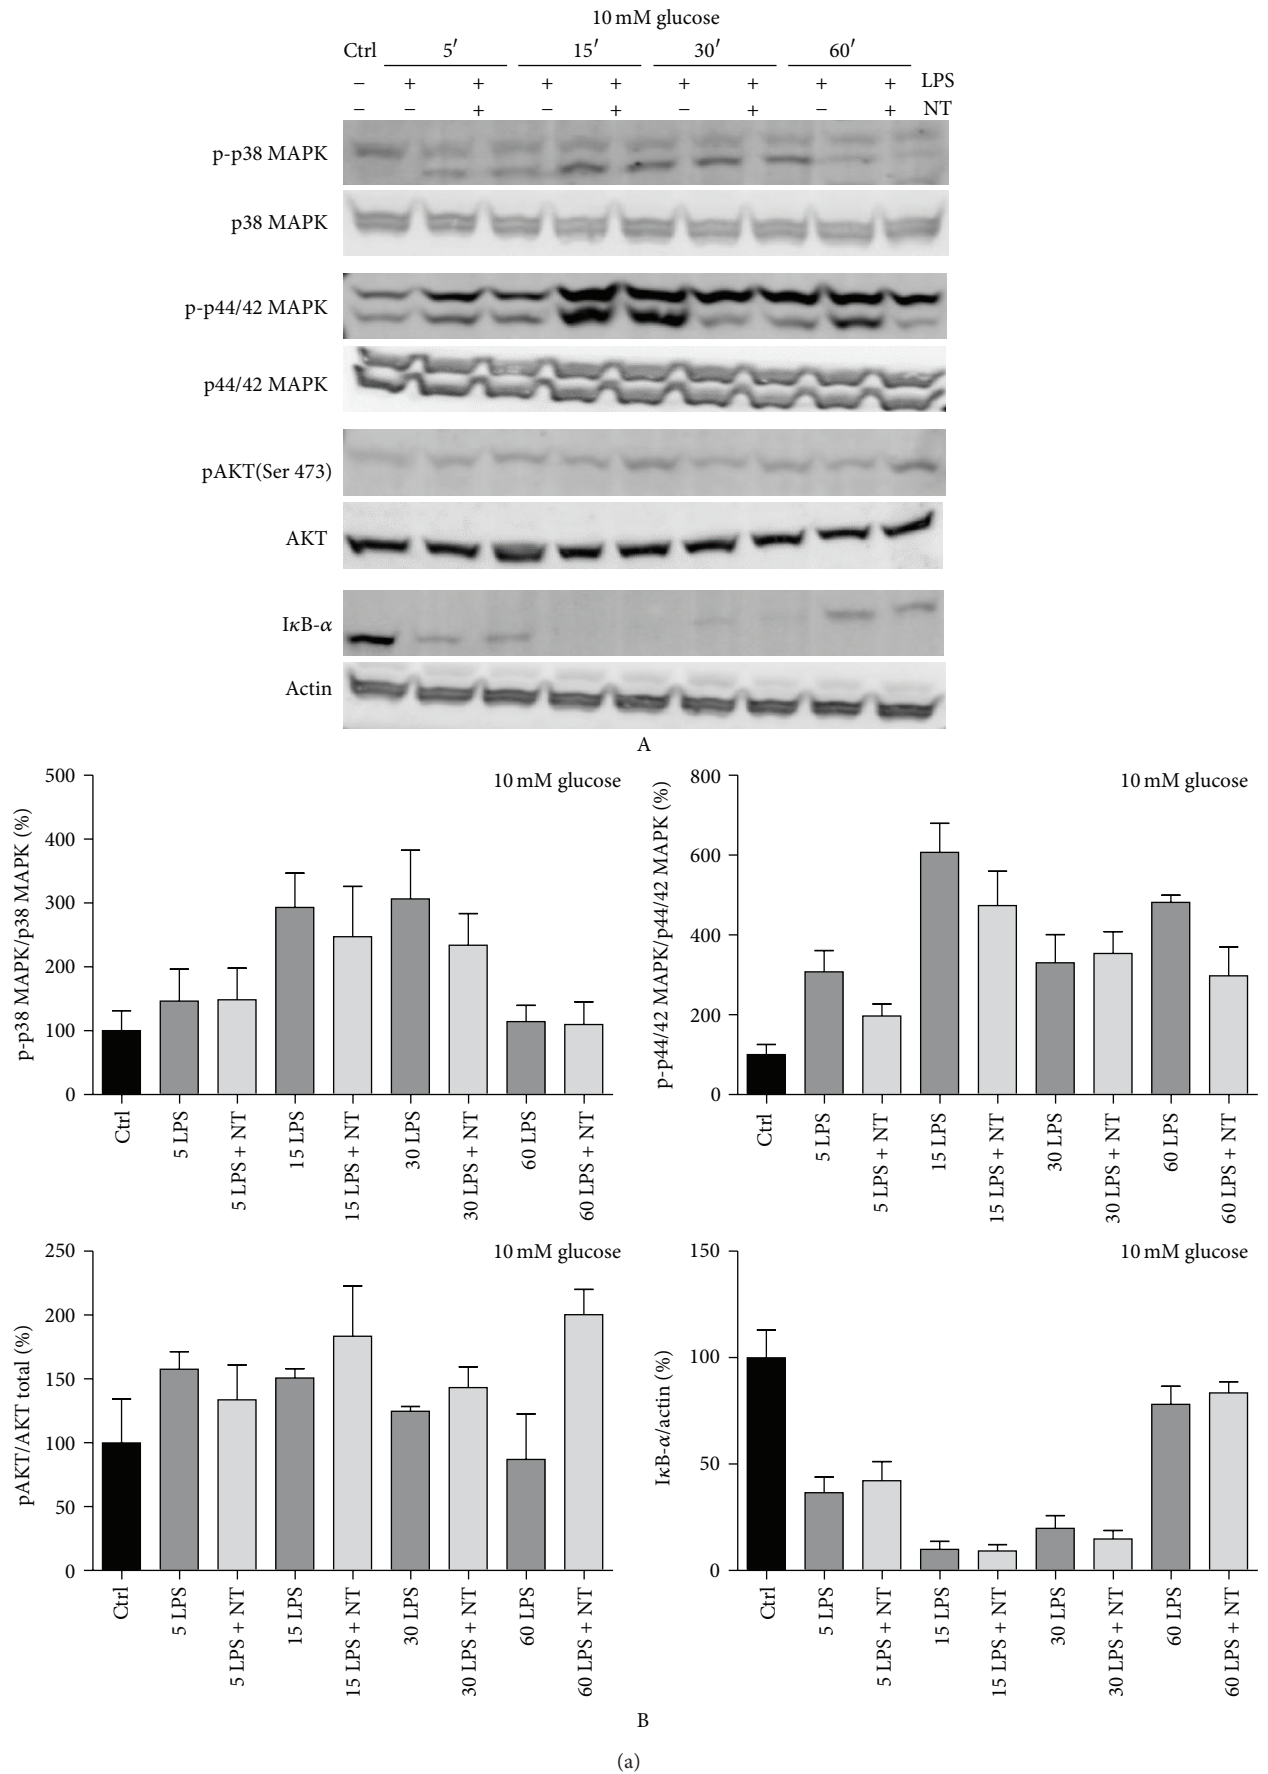 10 mM glucose
Ctrl 5′ 15′ 30′ 60′
− + + + + + + + + LPS
− − + − + − + − + NT
p-p38 MAPK
p38 MAPK
p-p44/42 MAPK
p44/42 MAPK
pAKT(Ser 473)
AKT
IκB-α
Actin
A
10 mM glucose
p-p38 MAPK/p38 MAPK (%)
500
400
300
200
100
0
Ctrl
5 LPS
5 LPS + NT
15 LPS
15 LPS + NT
30 LPS
30 LPS + NT
60 LPS
60 LPS + NT
10 mM glucose
p-p44/42 MAPK/p44/42 MAPK (%)
800
600
400
200
0
Ctrl
5 LPS
5 LPS + NT
15 LPS
15 LPS + NT
30 LPS
30 LPS + NT
60 LPS
60 LPS + NT
10 mM glucose
pAKT/AKT total (%)
250
200
150
100
50
0
Ctrl
5 LPS
5 LPS + NT
15 LPS
15 LPS + NT
30 LPS
30 LPS + NT
60 LPS
60 LPS + NT
10 mM glucose
IκB-α/actin (%)
150
100
50
0
Ctrl
5 LPS
5 LPS + NT
15 LPS
15 LPS + NT
30 LPS
30 LPS + NT
60 LPS
60 LPS + NT
B
(a)